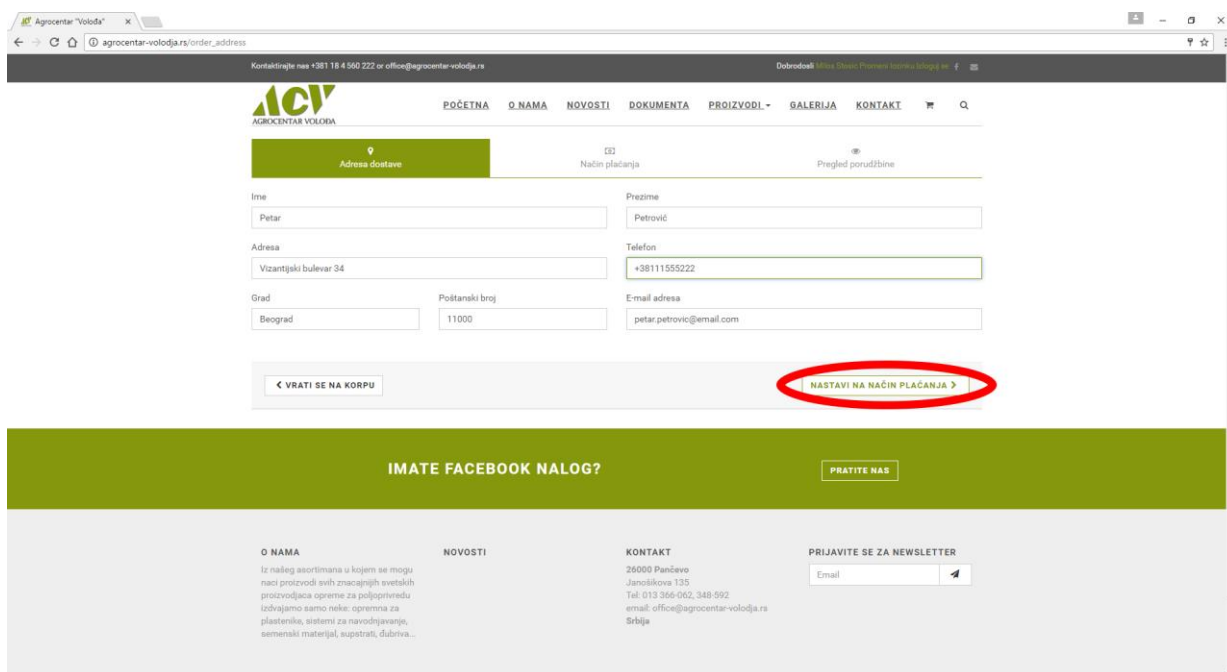 Agrocentar "Volođa"
agrocentar-volodja.rs/order_address
Kontaktirajte nas +381 18 4 560 222 or office@agrocentar-volodja.rs
Dobrodošli
ACV
AGROCENTAR VOLOĐA
POČETNA O NAMA NOVOSTI DOKUMENTA PROIZVODI GALERIJA KONTAKT
Adresa dostave Način plaćanja Pregled porudžbine
Ime Prezime
Petar Petrović
Adresa Telefon
Vizantijski bulevar 34 +38111555222
Grad Poštanski broj E-mail adresa
Beograd 11000 petar.petrovic@email.com
VRATI SE NA KORPU NASTAVI NA NAČIN PLAĆANJA
IMATE FACEBOOK NALOG? PRATITE NAS
O NAMA
Iz našeg asortimana u kojem se mogu
naci proizvodi svih znacajnijih svetskih
proizvodjaca opreme za poljoprivredu
izdvajamo samo neke: opremna za
plastenike, sistemi za navodnjavanje,
semenski materijal, supstrati, đubriva...
NOVOSTI
KONTAKT
26000 Pančevo
Janošikova 135
Tel: 013 366-062, 348-592
email: office@agrocentar-volodja.rs
Srbija
PRIJAVITE SE ZA NEWSLETTER
Email